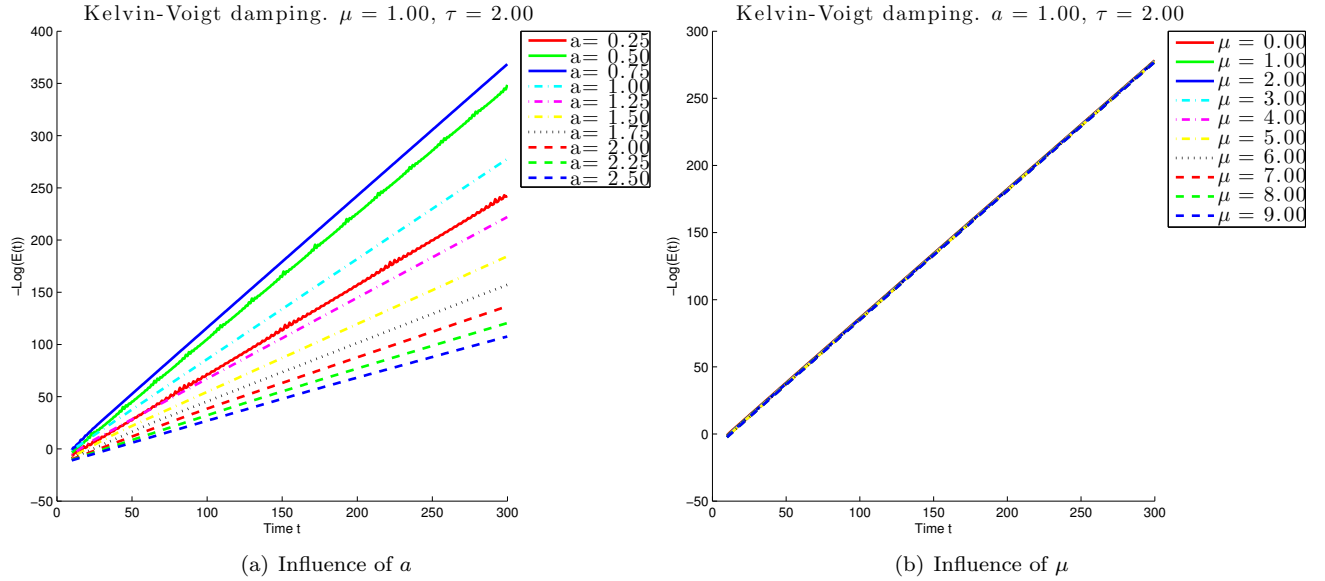 Kelvin-Voigt damping. μ = 1.00, τ = 2.00
400
350
300
250
200
150
100
50
0
−50
−Log(E(t))
0 50 100 150 200 250 300
Time t
a= 0.25
a= 0.50
a= 0.75
a= 1.00
a= 1.25
a= 1.50
a= 1.75
a= 2.00
a= 2.25
a= 2.50
(a) Influence of a
Kelvin-Voigt damping. a = 1.00, τ = 2.00
300
250
200
150
100
50
0
−50
−Log(E(t))
0 50 100 150 200 250 300
Time t
μ = 0.00
μ = 1.00
μ = 2.00
μ = 3.00
μ = 4.00
μ = 5.00
μ = 6.00
μ = 7.00
μ = 8.00
μ = 9.00
(b) Influence of μ